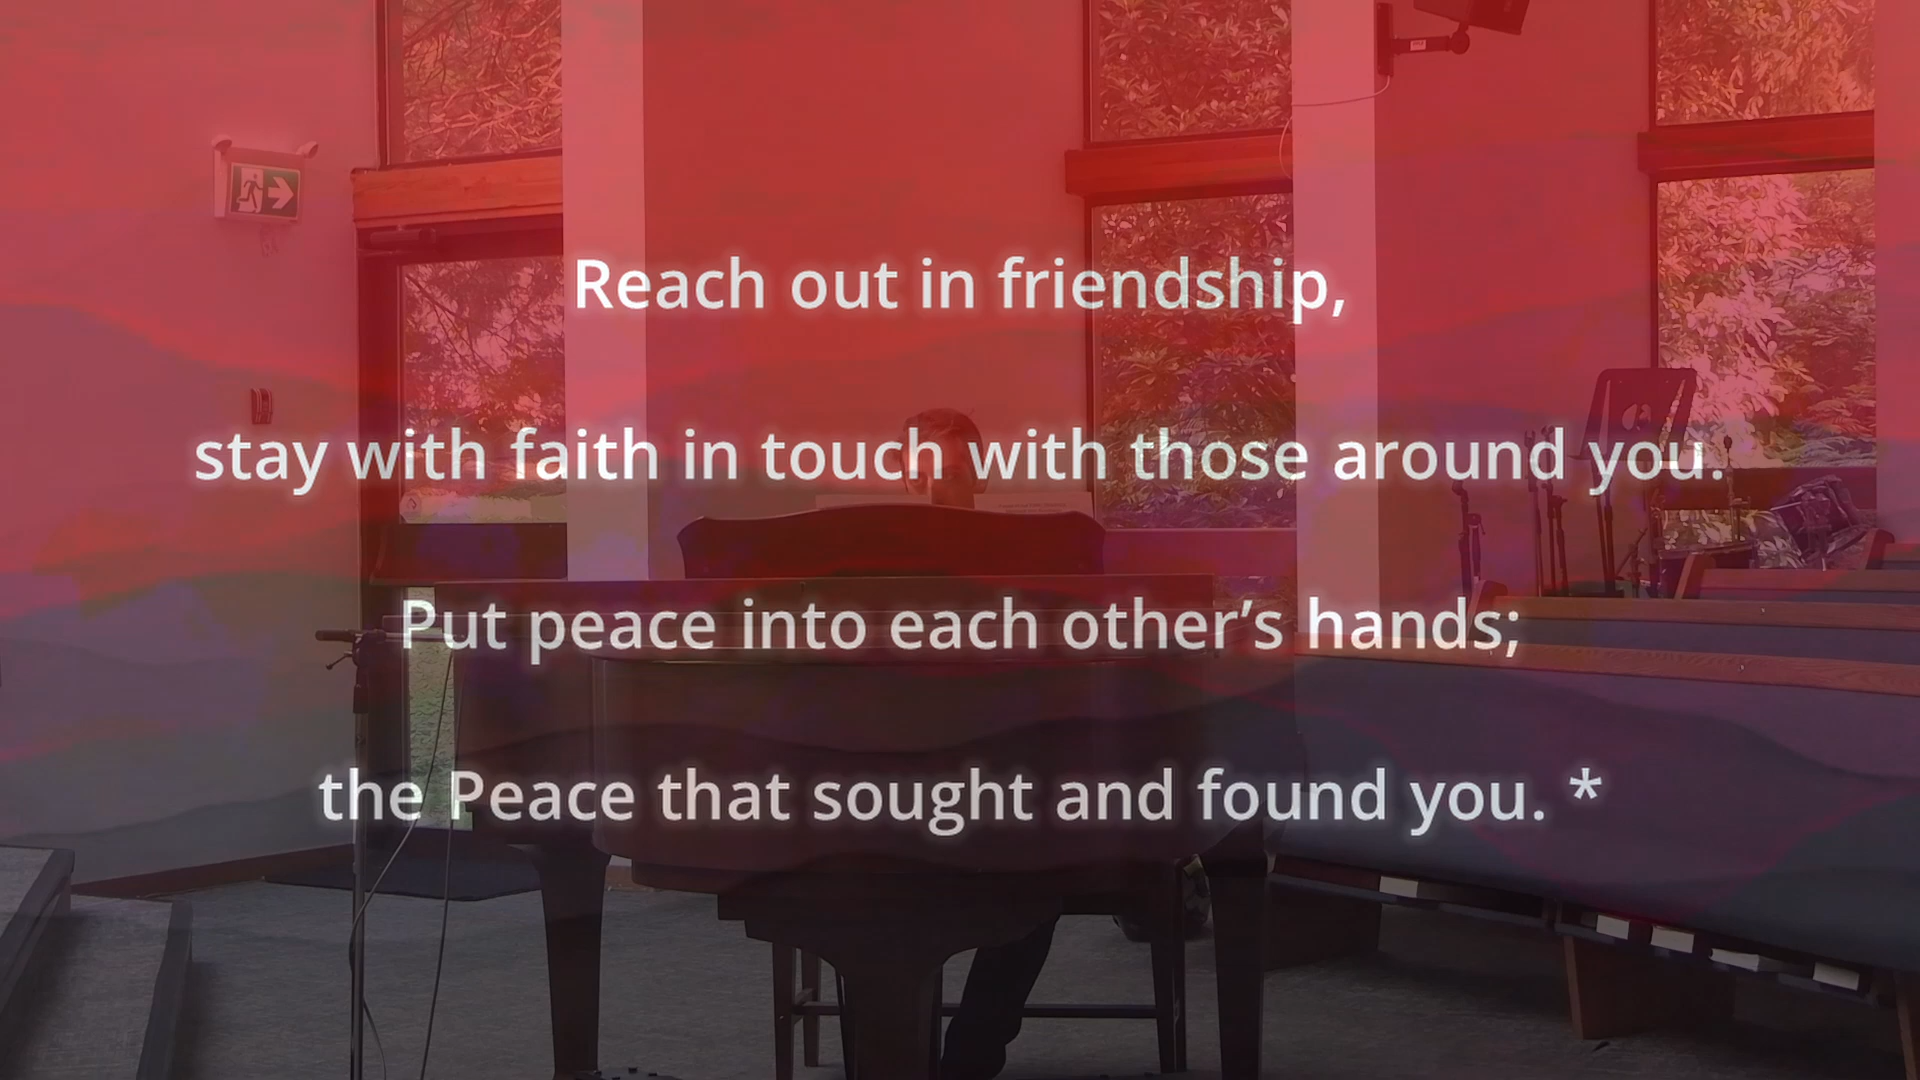 Reach out in friendship,
stay with faith in touch with those around you.
Put peace into each other’s hands;
the Peace that sought and found you. *